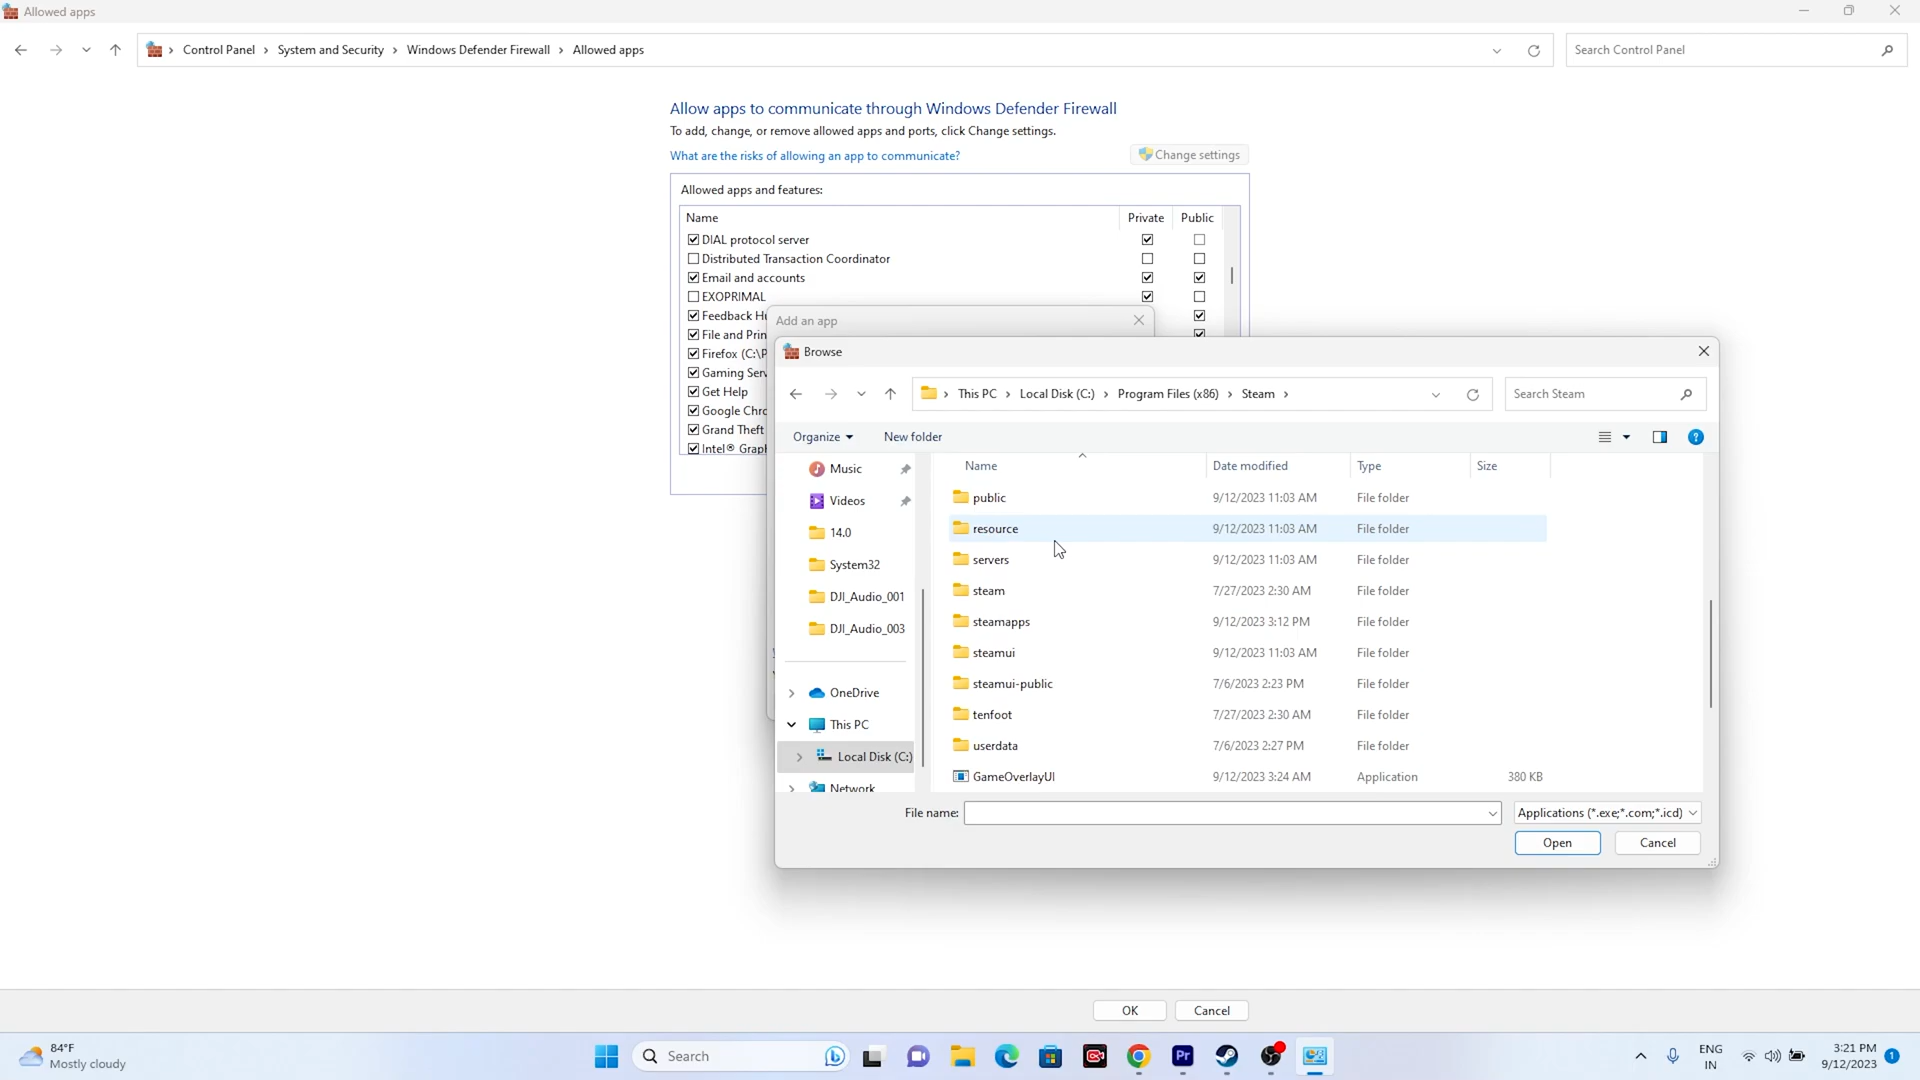 Allowed apps
Control Panel > System and Security > Windows Defender Firewall > Allowed apps
Search Control Panel
Allow apps to communicate through Windows Defender Firewall
To add, change, or remove allowed apps and ports, click Change settings.
What are the risks of allowing an app to communicate?
Change settings
Allowed apps and features:
Name Private Public
DIAL protocol server
Distributed Transaction Coordinator
Email and accounts
EXOPRIMAL
Feedback Hu
File and Prin
Firefox (C:\P
Gaming Serv
Get Help
Google Chro
Grand Theft
Intel® Grap
Add an app
Browse
This PC > Local Disk (C:) > Program Files (x86) > Steam >
Search Steam
Organize New folder
Music
Videos
14.0
System32
DJI_Audio_001
DJI_Audio_003
OneDrive
This PC
Local Disk (C:)
Network
Name Date modified Type Size
public 9/12/2023 11:03 AM File folder
resource 9/12/2023 11:03 AM File folder
servers 9/12/2023 11:03 AM File folder
steam 7/27/2023 2:30 AM File folder
steamapps 9/12/2023 3:12 PM File folder
steamui 9/12/2023 11:03 AM File folder
steamui-public 7/6/2023 2:23 PM File folder
tenfoot 7/27/2023 2:30 AM File folder
userdata 7/6/2023 2:27 PM File folder
GameOverlayUI 9/12/2023 3:24 AM Application 380 KB
File name: Applications (*.exe;*.com;*.icd)
Open Cancel
OK Cancel
84°F
Mostly cloudy
Search
Pr
ENG
IN
3:21 PM
9/12/2023
1